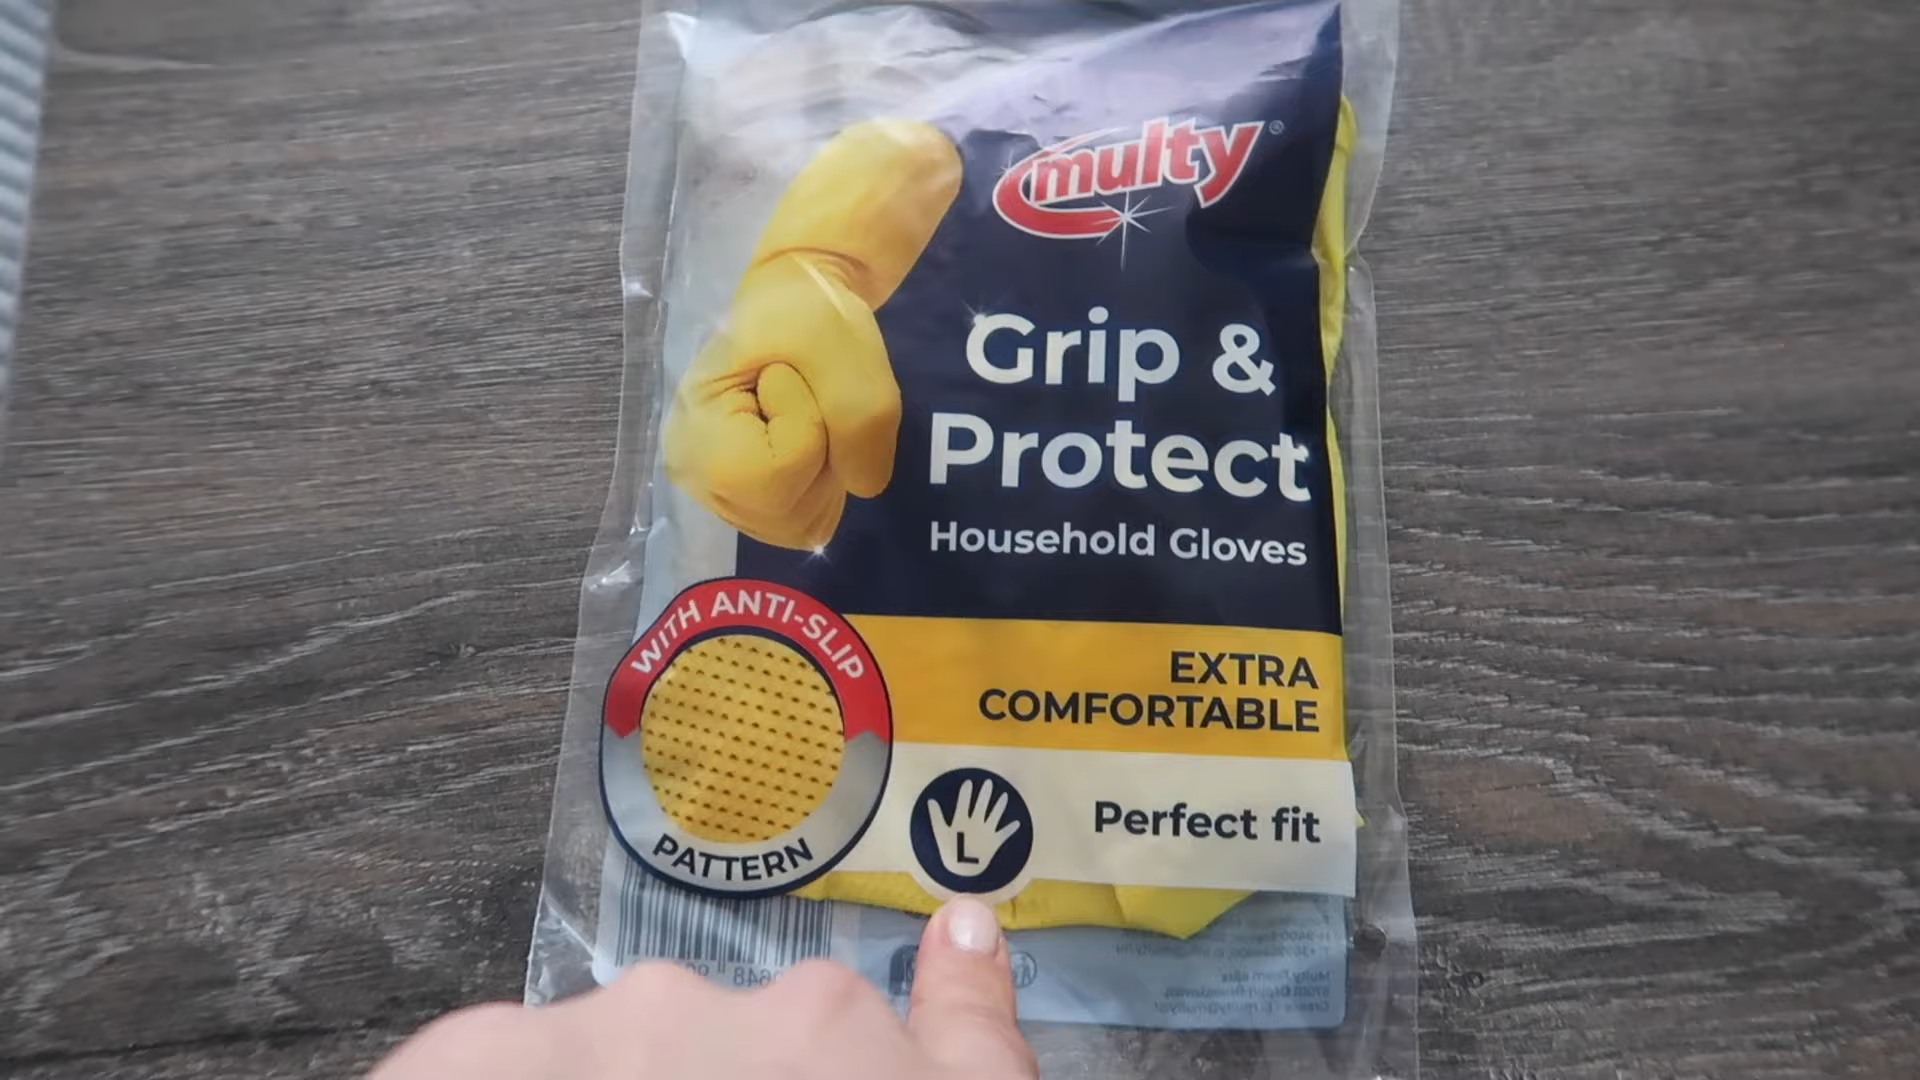 multy®
Grip &
Protect
Household Gloves
WITH ANTI-SLIP
PATTERN
EXTRA
COMFORTABLE
L
Perfect fit